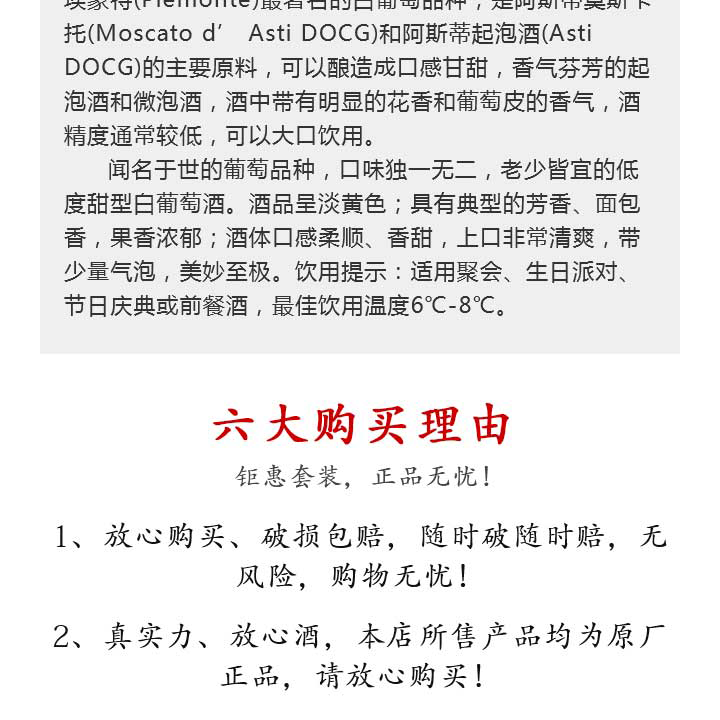 埃蒙特(Piemonte)最著名的白葡萄品种，是阿斯蒂莫斯卡
托(Moscato d’ Asti DOCG)和阿斯蒂起泡酒(Asti
DOCG)的主要原料，可以酿造成口感甘甜，香气芬芳的起
泡酒和微泡酒，酒中带有明显的花香和葡萄皮的香气，酒
精度通常较低，可以大口饮用。
闻名于世的葡萄品种，口味独一无二，老少皆宜的低
度甜型白葡萄酒。酒品呈淡黄色；具有典型的芳香、面包
香，果香浓郁；酒体口感柔顺、香甜，上口非常清爽，带
少量气泡，美妙至极。饮用提示：适用聚会、生日派对、
节日庆典或前餐酒，最佳饮用温度6℃-8℃。
六大购买理由
钜惠套装，正品无忧！
1、放心购买、破损包赔，随时破随时赔，无
风险，购物无忧！
2、真实力、放心酒，本店所售产品均为原厂
正品，请放心购买！